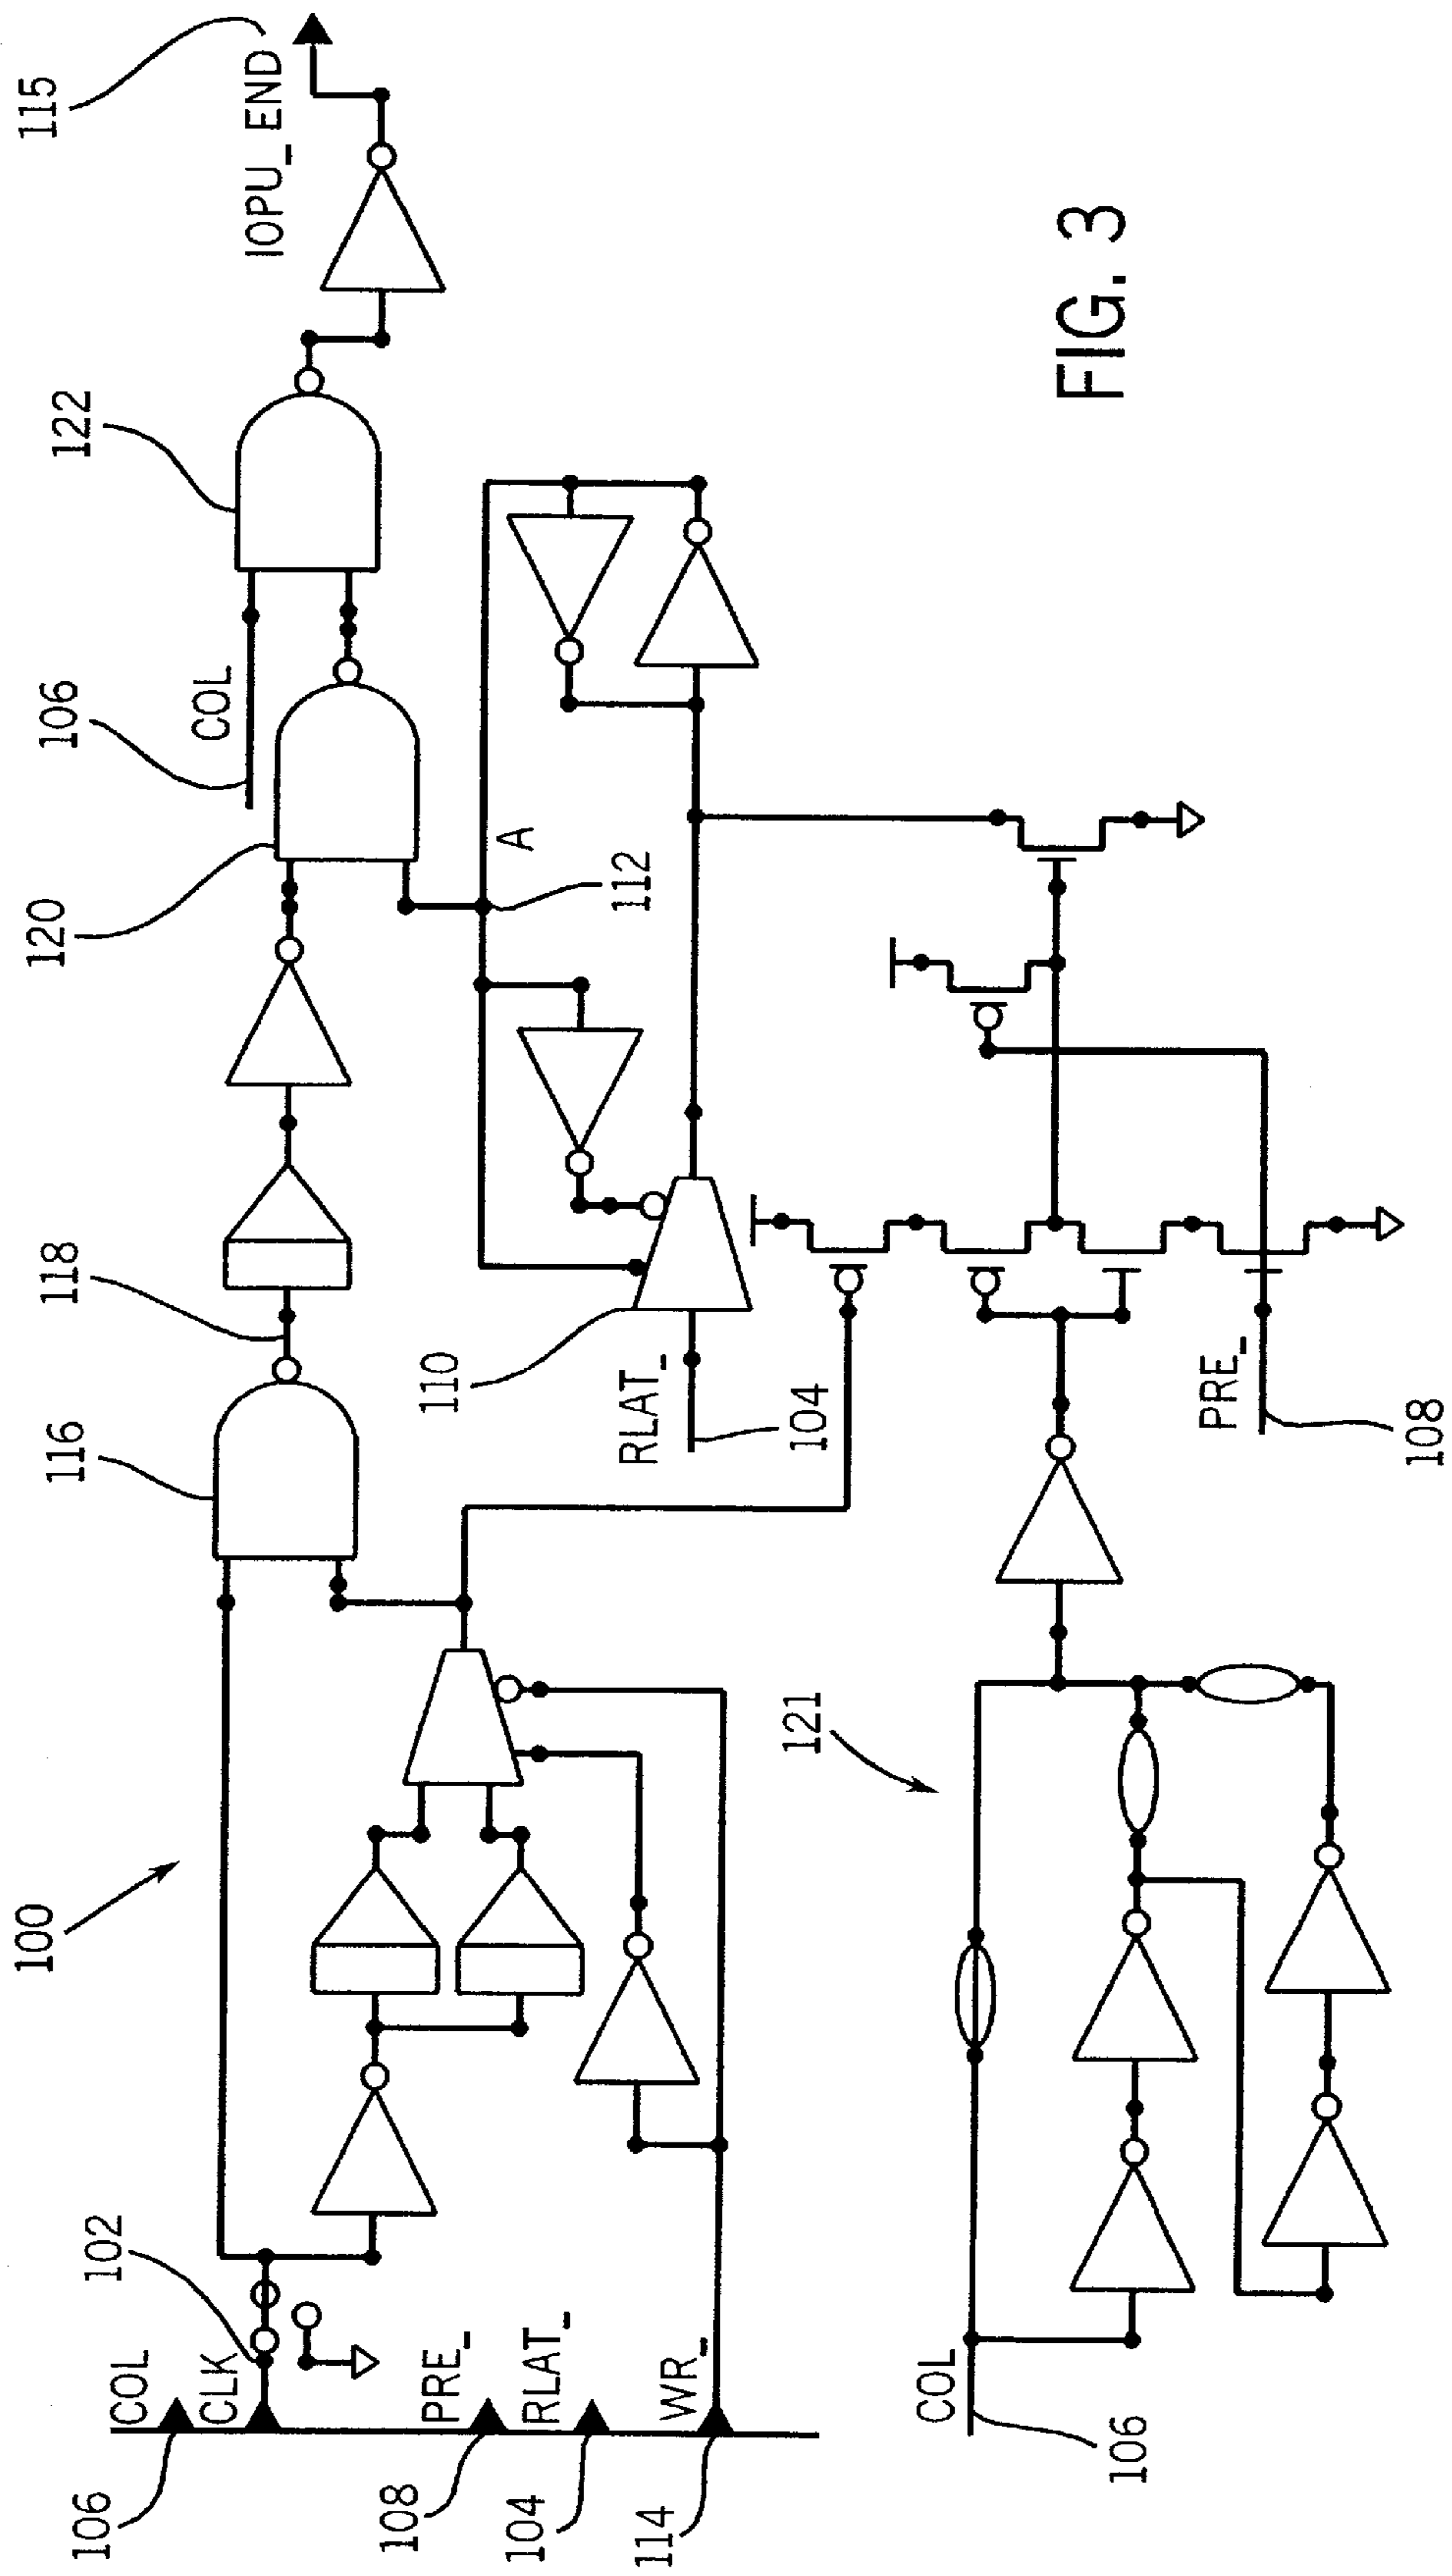 100
102
COL
106
CLK
PRE_
108
RLAT_
104
WR_
114
116
118
120
106
COL
122
IOPU_END
115
110
RLAT_
104
112
A
121
COL
106
PRE_
108
FIG. 3